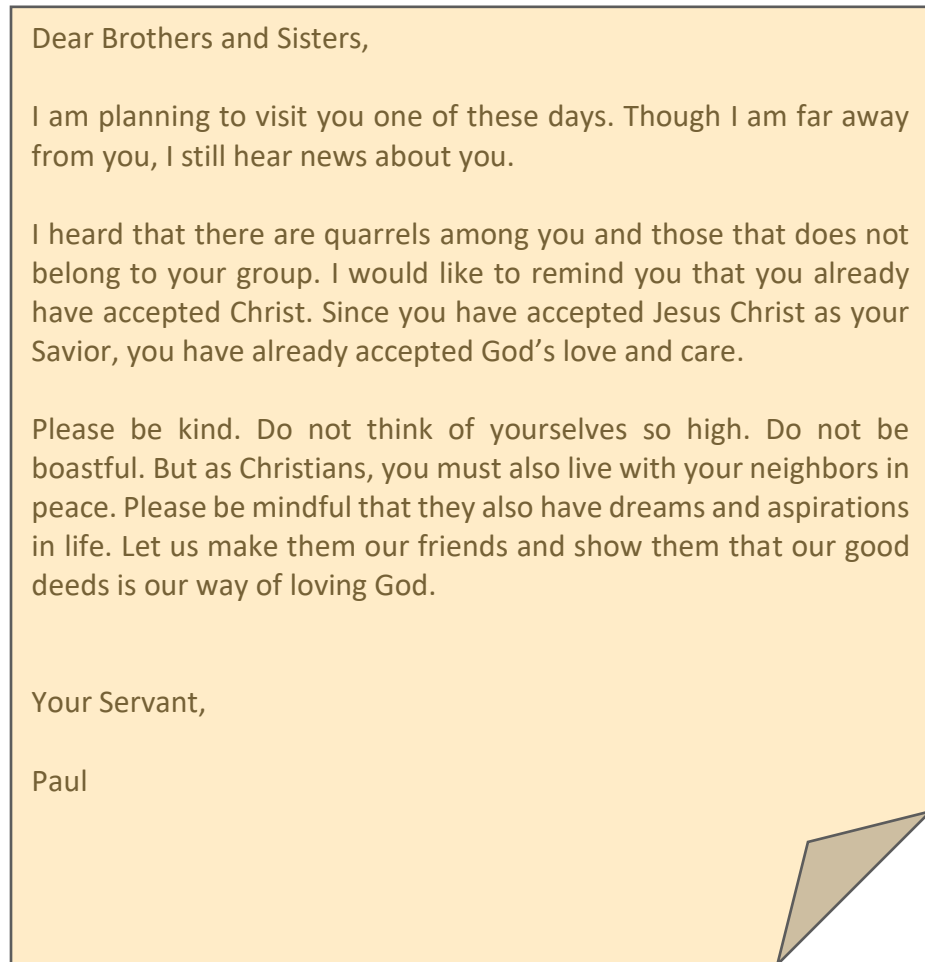 Dear Brothers and Sisters,
I am planning to visit you one of these days. Though I am far away
from you, I still hear news about you.
I heard that there are quarrels among you and those that does not
belong to your group. I would like to remind you that you already
have accepted Christ. Since you have accepted Jesus Christ as your
Savior, you have already accepted God’s love and care.
Please be kind. Do not think of yourselves so high. Do not be
boastful. But as Christians, you must also live with your neighbors in
peace. Please be mindful that they also have dreams and aspirations
in life. Let us make them our friends and show them that our good
deeds is our way of loving God.
Your Servant,
Paul